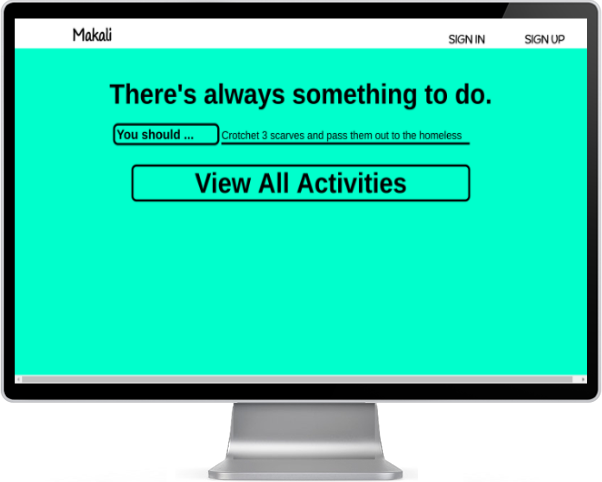 Makali SIGN IN SIGN UP
There's always something to do.
You should ... Crotchet 3 scarves and pass them out to the homeless
View All Activities